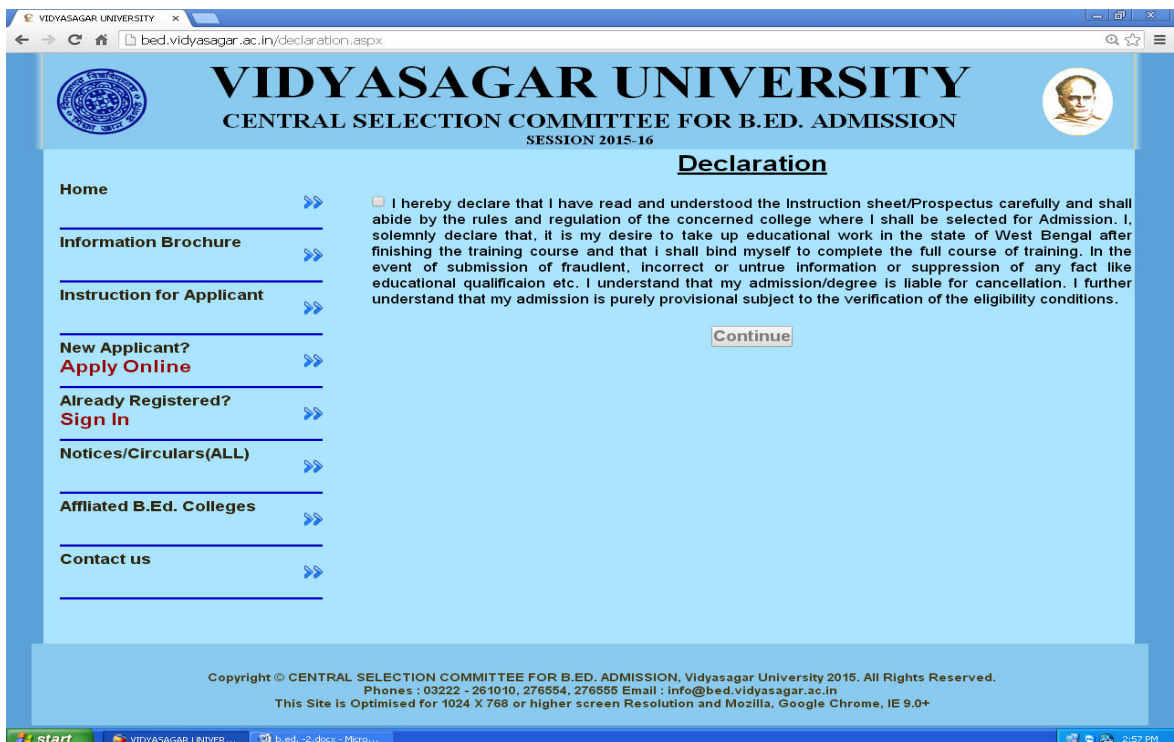 VIDYASAGAR UNIVERSITY
bed.vidyasagar.ac.in/declaration.aspx
VIDYASAGAR UNIVERSITY
CENTRAL SELECTION COMMITTEE FOR B.ED. ADMISSION
SESSION 2015-16
Declaration
Home
Information Brochure
Instruction for Applicant
New Applicant?
Apply Online
Already Registered?
Sign In
Notices/Circulars(ALL)
Affliated B.Ed. Colleges
Contact us
I hereby declare that I have read and understood the Instruction sheet/Prospectus carefully and shall
abide by the rules and regulation of the concerned college where I shall be selected for Admission. I,
solemnly declare that, it is my desire to take up educational work in the state of West Bengal after
finishing the training course and that i shall bind myself to complete the full course of training. In the
event of submission of fraudlent, incorrect or untrue information or suppression of any fact like
educational qualificaion etc. I understand that my admission/degree is liable for cancellation. I further
understand that my admission is purely provisional subject to the verification of the eligibility conditions.
Continue
Copyright © CENTRAL SELECTION COMMITTEE FOR B.ED. ADMISSION, Vidyasagar University 2015. All Rights Reserved.
Phones : 03222 - 261010, 276554, 276555 Email : info@bed.vidyasagar.ac.in
This Site is Optimised for 1024 X 768 or higher screen Resolution and Mozilla, Google Chrome, IE 9.0+
start VIDYASAGAR UNIVER... b.ed. -2.docx - Micro... 2:57 PM